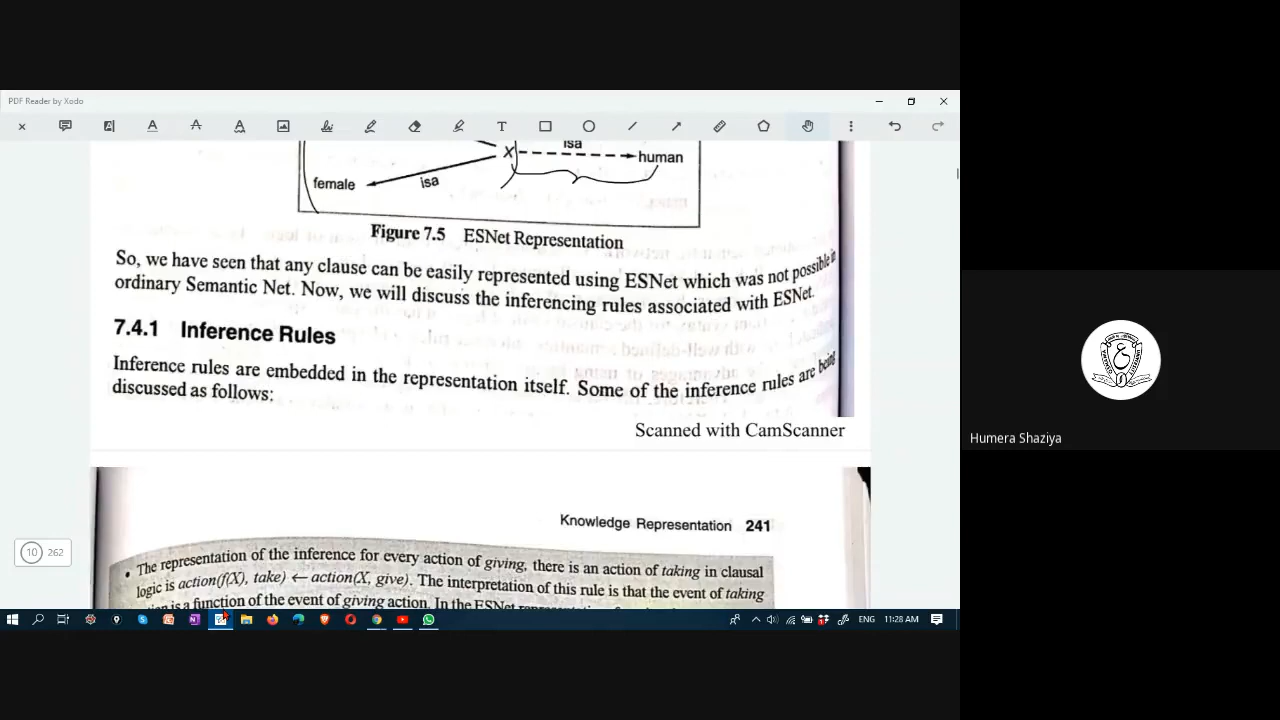 PDF Reader by Xodo
isa
X
human
female
isa
Figure 7.5 ESNet Representation
So, we have seen that any clause can be easily represented using ESNet which was not possible in
ordinary Semantic Net. Now, we will discuss the inferencing rules associated with ESNet.
7.4.1 Inference Rules
Inference rules are embedded in the representation itself. Some of the inference rules are being
discussed as follows:
Scanned with CamScanner
Knowledge Representation 241
• The representation of the inference for every action of giving, there is an action of taking in clausal
logic is action(f(X), take) ← action(X, give). The interpretation of this rule is that the event of taking
is a function of the event of giving action. In the ESNet
10 262
Humera Shaziya
ENG 11:28 AM